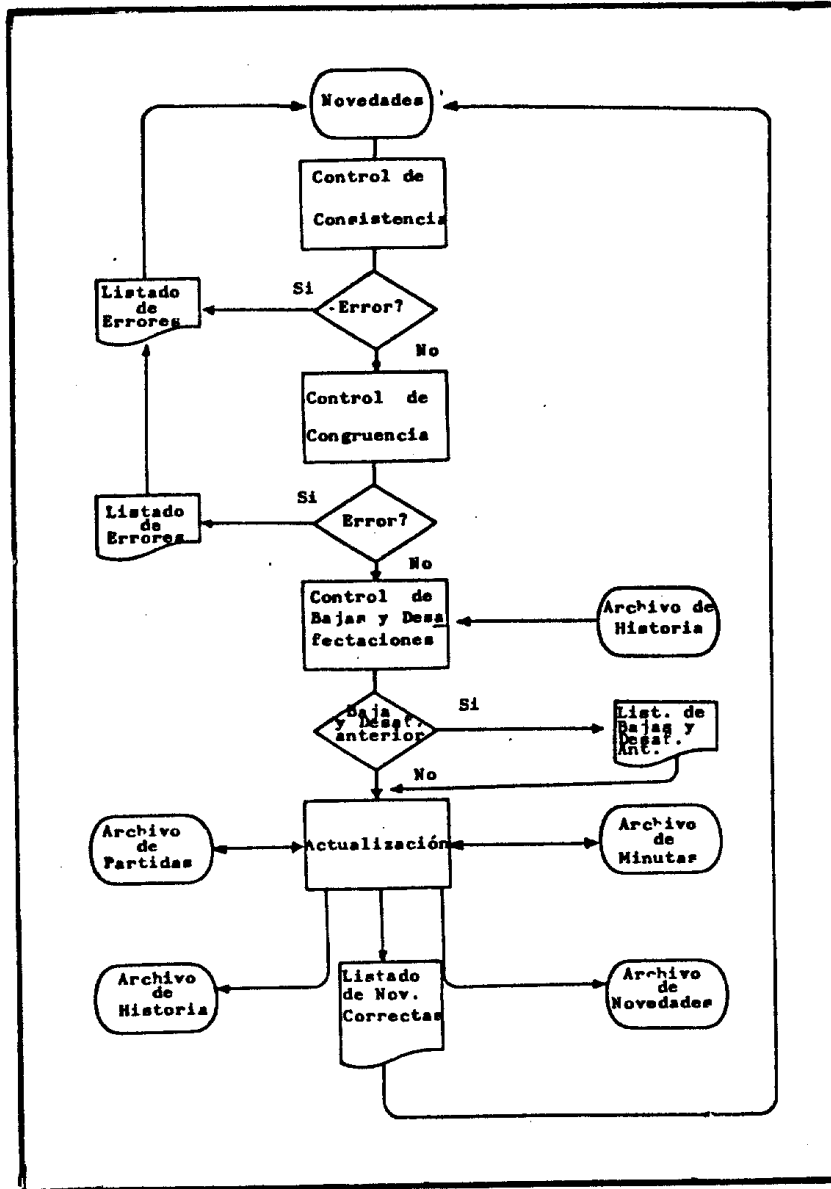 Novedades
Control de
Consistencia
Si
Error?
Listado
de
Errores
No
Control de
Congruencia
Si
Error?
Listado
de
Errores
No
Control de
Bajas y Desa
fectaciones
Archivo de
Historia
Baja
y Desaf.
anterior
Si
List. de
Bajas y
Desaf.
Ant.
No
Archivo
de
Partidas
Actualización
Archivo
de
Minutas
Archivo
de
Historia
Listado
de Nov.
Correctas
Archivo
de
Novedades